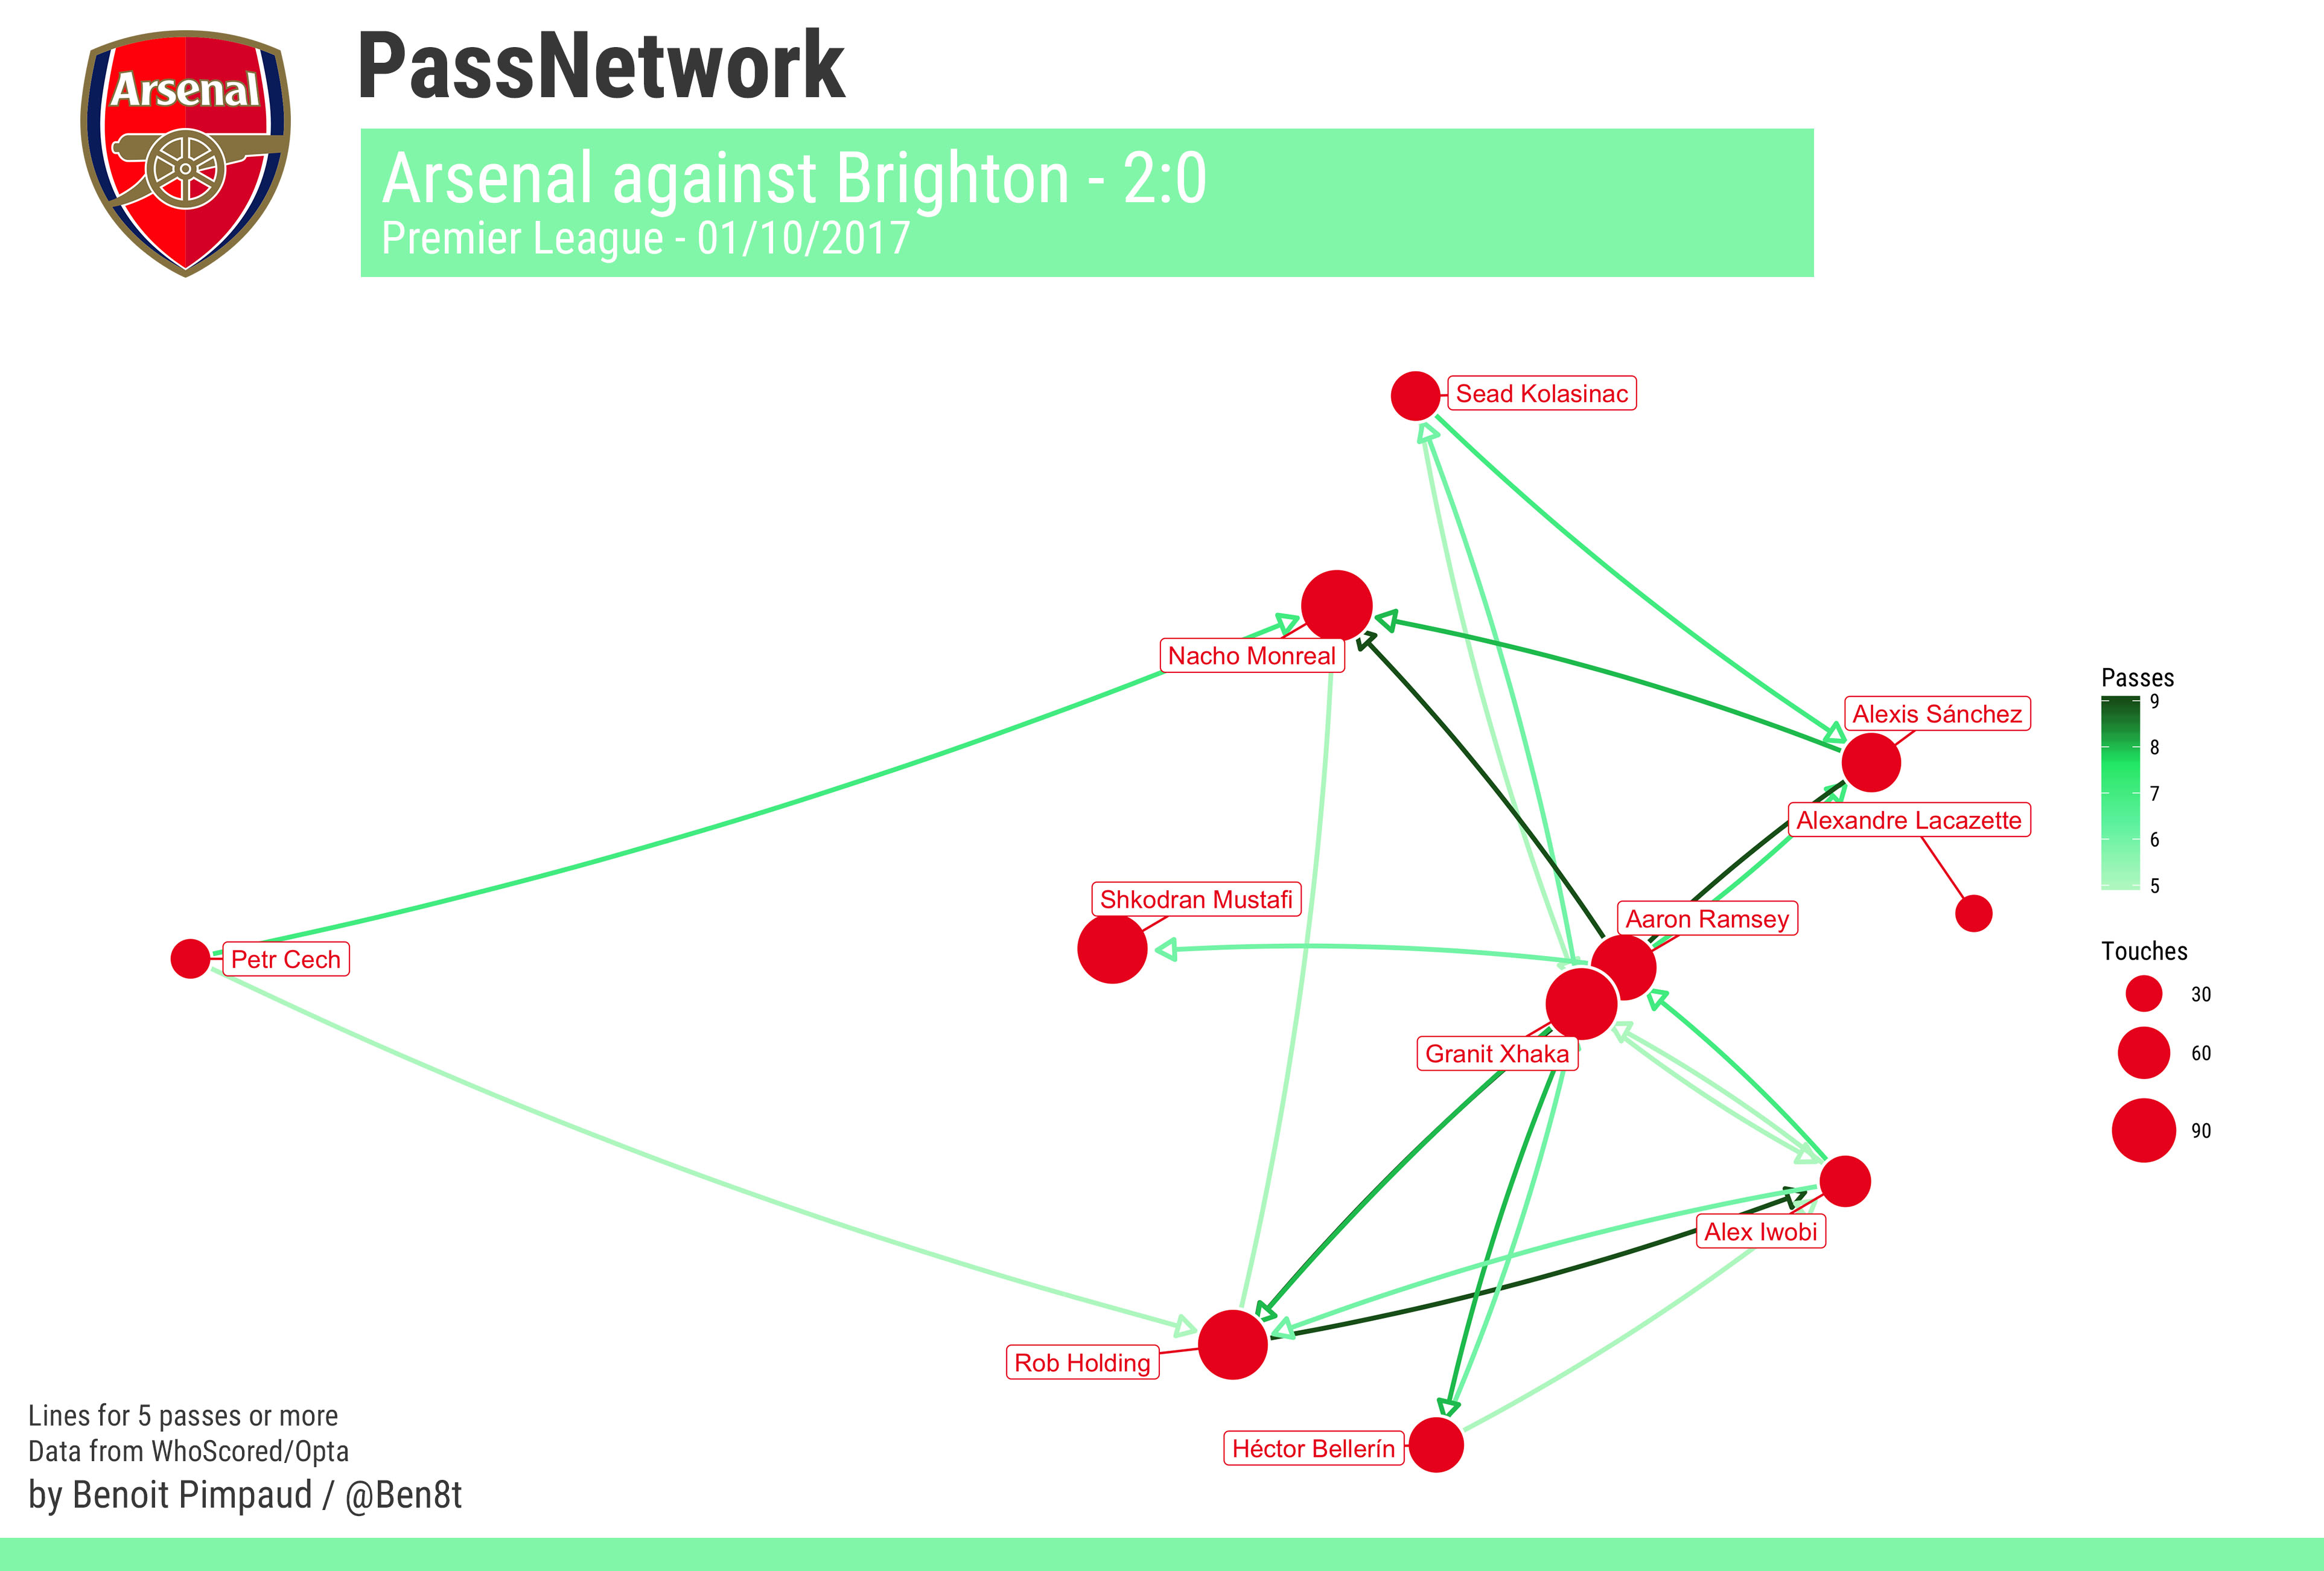 Arsenal
PassNetwork
Arsenal against Brighton - 2:0
Premier League - 01/10/2017
Sead Kolasinac
Nacho Monreal
Passes
9
8
7
6
5
Alexis Sánchez
Alexandre Lacazette
Shkodran Mustafi
Aaron Ramsey
Petr Cech
Touches
30
60
90
Granit Xhaka
Alex Iwobi
Rob Holding
Héctor Bellerín
Lines for 5 passes or more
Data from WhoScored/Opta
by Benoit Pimpaud / @Ben8t